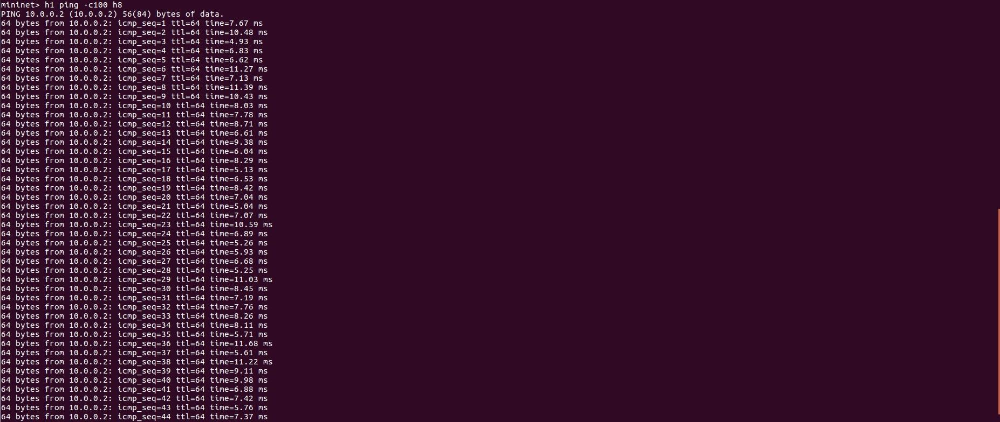 mininet> h1 ping -c100 h8
PING 10.0.0.2 (10.0.0.2) 56(84) bytes of data.
64 bytes from 10.0.0.2: icmp_seq=1 ttl=64 time=7.67 ms
64 bytes from 10.0.0.2: icmp_seq=2 ttl=64 time=10.48 ms
64 bytes from 10.0.0.2: icmp_seq=3 ttl=64 time=4.93 ms
64 bytes from 10.0.0.2: icmp_seq=4 ttl=64 time=6.83 ms
64 bytes from 10.0.0.2: icmp_seq=5 ttl=64 time=6.62 ms
64 bytes from 10.0.0.2: icmp_seq=6 ttl=64 time=11.27 ms
64 bytes from 10.0.0.2: icmp_seq=7 ttl=64 time=7.13 ms
64 bytes from 10.0.0.2: icmp_seq=8 ttl=64 time=11.39 ms
64 bytes from 10.0.0.2: icmp_seq=9 ttl=64 time=10.43 ms
64 bytes from 10.0.0.2: icmp_seq=10 ttl=64 time=8.03 ms
64 bytes from 10.0.0.2: icmp_seq=11 ttl=64 time=7.78 ms
64 bytes from 10.0.0.2: icmp_seq=12 ttl=64 time=8.71 ms
64 bytes from 10.0.0.2: icmp_seq=13 ttl=64 time=6.61 ms
64 bytes from 10.0.0.2: icmp_seq=14 ttl=64 time=9.38 ms
64 bytes from 10.0.0.2: icmp_seq=15 ttl=64 time=6.04 ms
64 bytes from 10.0.0.2: icmp_seq=16 ttl=64 time=8.29 ms
64 bytes from 10.0.0.2: icmp_seq=17 ttl=64 time=5.13 ms
64 bytes from 10.0.0.2: icmp_seq=18 ttl=64 time=6.53 ms
64 bytes from 10.0.0.2: icmp_seq=19 ttl=64 time=8.42 ms
64 bytes from 10.0.0.2: icmp_seq=20 ttl=64 time=7.04 ms
64 bytes from 10.0.0.2: icmp_seq=21 ttl=64 time=5.04 ms
64 bytes from 10.0.0.2: icmp_seq=22 ttl=64 time=7.07 ms
64 bytes from 10.0.0.2: icmp_seq=23 ttl=64 time=10.59 ms
64 bytes from 10.0.0.2: icmp_seq=24 ttl=64 time=6.89 ms
64 bytes from 10.0.0.2: icmp_seq=25 ttl=64 time=5.26 ms
64 bytes from 10.0.0.2: icmp_seq=26 ttl=64 time=5.93 ms
64 bytes from 10.0.0.2: icmp_seq=27 ttl=64 time=6.68 ms
64 bytes from 10.0.0.2: icmp_seq=28 ttl=64 time=5.25 ms
64 bytes from 10.0.0.2: icmp_seq=29 ttl=64 time=11.03 ms
64 bytes from 10.0.0.2: icmp_seq=30 ttl=64 time=8.45 ms
64 bytes from 10.0.0.2: icmp_seq=31 ttl=64 time=7.19 ms
64 bytes from 10.0.0.2: icmp_seq=32 ttl=64 time=7.76 ms
64 bytes from 10.0.0.2: icmp_seq=33 ttl=64 time=8.26 ms
64 bytes from 10.0.0.2: icmp_seq=34 ttl=64 time=8.11 ms
64 bytes from 10.0.0.2: icmp_seq=35 ttl=64 time=5.71 ms
64 bytes from 10.0.0.2: icmp_seq=36 ttl=64 time=11.68 ms
64 bytes from 10.0.0.2: icmp_seq=37 ttl=64 time=5.61 ms
64 bytes from 10.0.0.2: icmp_seq=38 ttl=64 time=11.22 ms
64 bytes from 10.0.0.2: icmp_seq=39 ttl=64 time=9.11 ms
64 bytes from 10.0.0.2: icmp_seq=40 ttl=64 time=9.98 ms
64 bytes from 10.0.0.2: icmp_seq=41 ttl=64 time=6.88 ms
64 bytes from 10.0.0.2: icmp_seq=42 ttl=64 time=7.42 ms
64 bytes from 10.0.0.2: icmp_seq=43 ttl=64 time=5.76 ms
64 bytes from 10.0.0.2: icmp_seq=44 ttl=64 time=7.37 ms